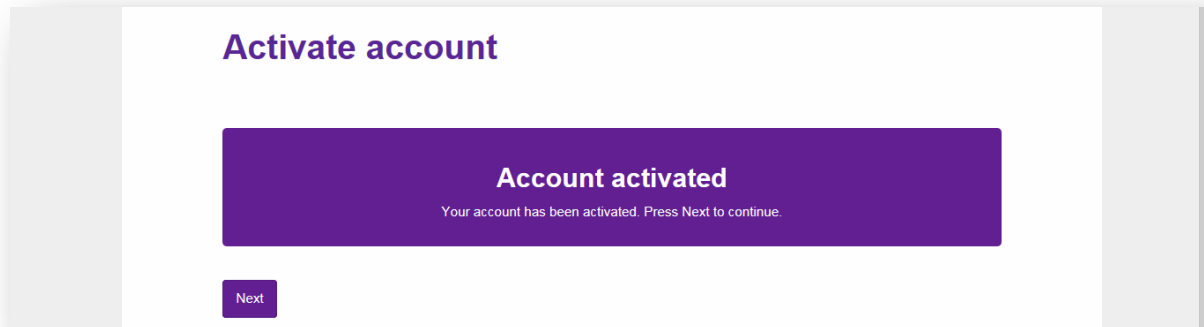 Activate account
Account activated
Your account has been activated. Press Next to continue.
Next